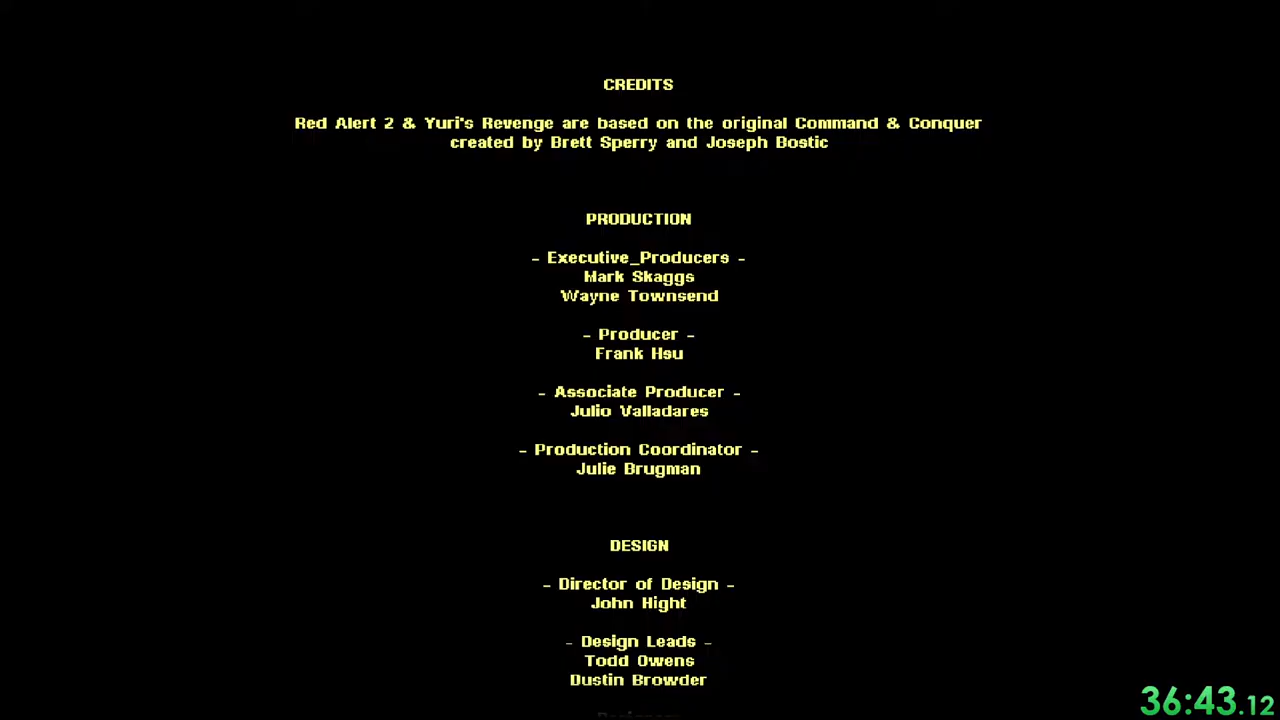 CREDITS
Red Alert 2 & Yuri's Revenge are based on the original Command & Conquer
created by Brett Sperry and Joseph Bostic
PRODUCTION
- Executive_Producers -
Mark Skaggs
Wayne Townsend
- Producer -
Frank Hsu
- Associate Producer -
Julio Valladares
- Production Coordinator -
Julie Brugman
DESIGN
- Director of Design -
John Hight
- Design Leads -
Todd Owens
Dustin Browder
36:43.12